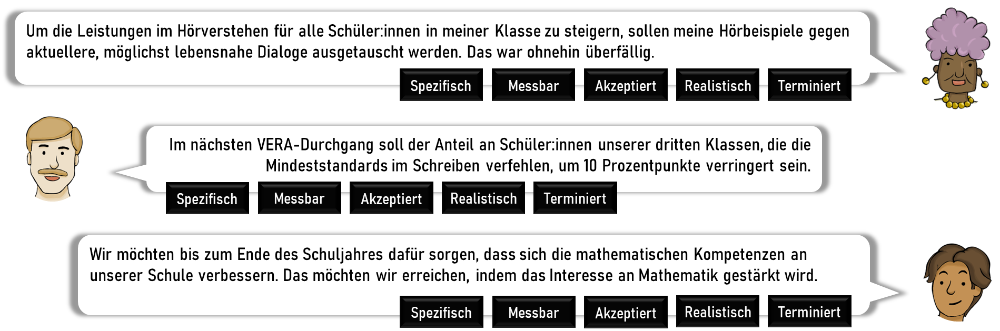 Um die Leistungen im Hörverstehen für alle Schüler:innen in meiner Klasse zu steigern, sollen meine Hörbeispiele gegen
aktuellere, möglichst lebensnahe Dialoge ausgetauscht werden. Das war ohnehin überfällig.
Spezifisch Messbar Akzeptiert Realistisch Terminiert
Im nächsten VERA-Durchgang soll der Anteil an Schüler:innen unserer dritten Klassen, die die
Mindeststandards im Schreiben verfehlen, um 10 Prozentpunkte verringert sein.
Spezifisch Messbar Akzeptiert Realistisch Terminiert
Wir möchten bis zum Ende des Schuljahres dafür sorgen, dass sich die mathematischen Kompetenzen an
unserer Schule verbessern. Das möchten wir erreichen, indem das Interesse an Mathematik gestärkt wird.
Spezifisch Messbar Akzeptiert Realistisch Terminiert